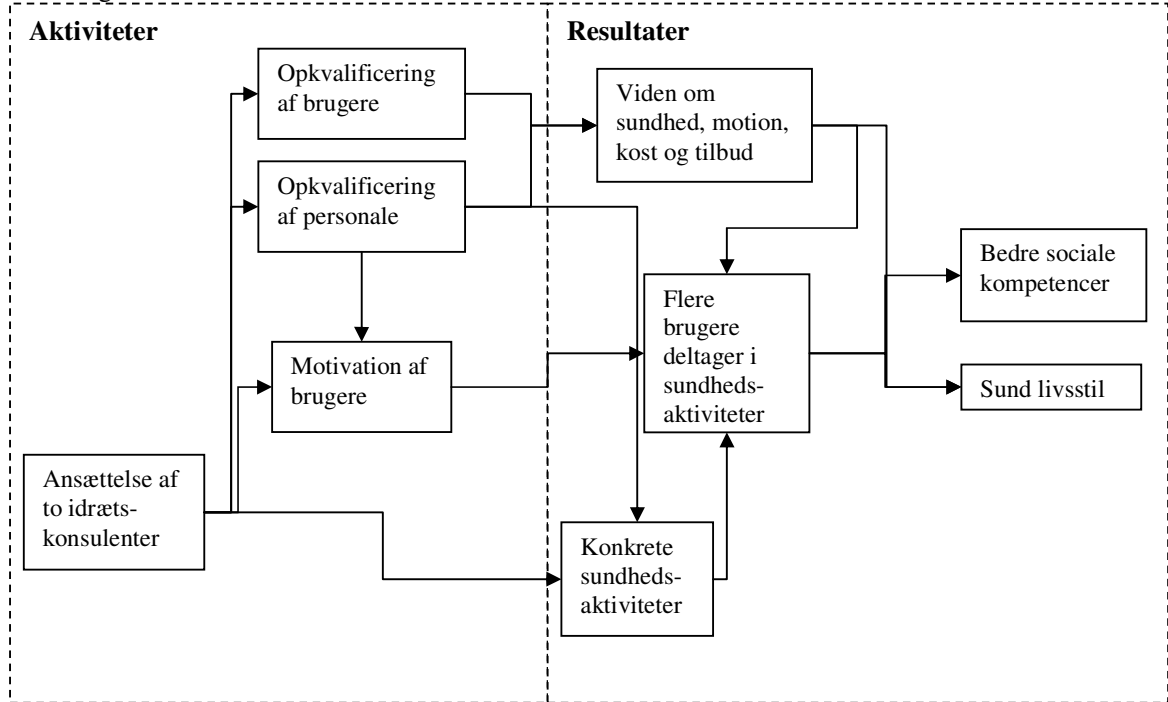 Aktiviteter
Opkvalificering
af brugere
Opkvalificering
af personale
Motivation af
brugere
Ansættelse af
to idræts-
konsulenter
Resultater
Viden om
sundhed, motion,
kost og tilbud
Flere
brugere
deltager i
sundheds-
aktiviteter
Konkrete
sundheds-
aktiviteter
Bedre sociale
kompetencer
Sund livsstil